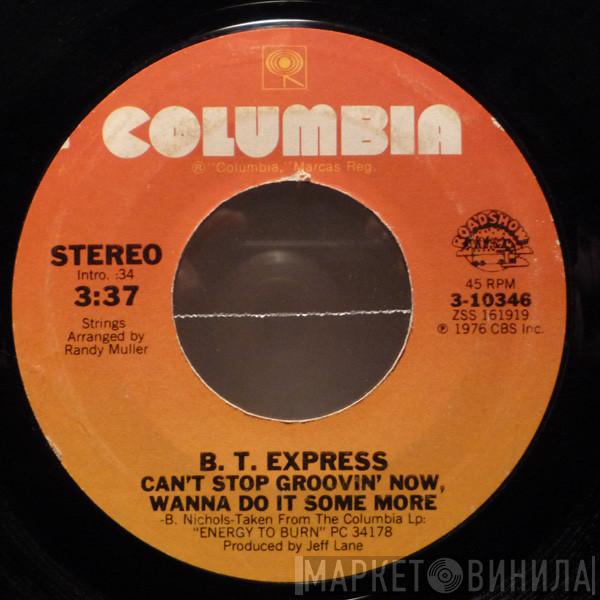 COLUMBIA
® "Columbia," Marcas Reg.
ROADSHOW
STEREO
Intro. :34
3:37
Strings
Arranged by
Randy Muller
45 RPM
3-10346
ZSS 161919
℗ 1976 CBS Inc.
B. T. EXPRESS
CAN'T STOP GROOVIN' NOW,
WANNA DO IT SOME MORE
-B. Nichols-Taken From The Columbia Lp:
"ENERGY TO BURN" PC 34178
Produced by Jeff Lane
МАРКЕТ ВИНИЛА